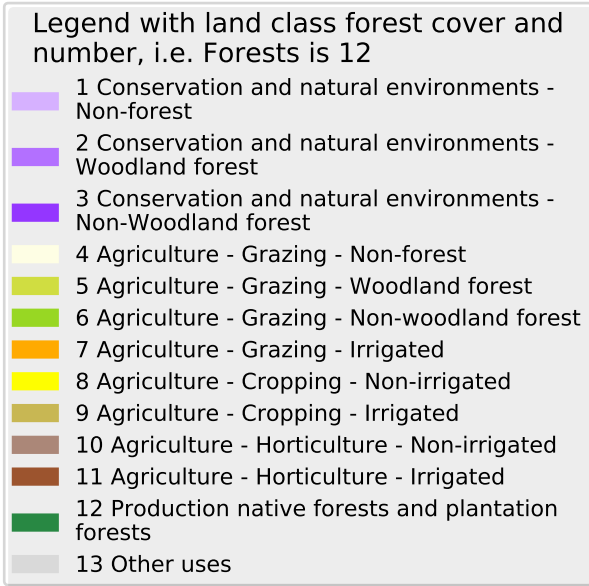 Legend with land class forest cover and
number, i.e. Forests is 12
1 Conservation and natural environments -
Non-forest
2 Conservation and natural environments -
Woodland forest
3 Conservation and natural environments -
Non-Woodland forest
4 Agriculture - Grazing - Non-forest
5 Agriculture - Grazing - Woodland forest
6 Agriculture - Grazing - Non-woodland forest
7 Agriculture - Grazing - Irrigated
8 Agriculture - Cropping - Non-irrigated
9 Agriculture - Cropping - Irrigated
10 Agriculture - Horticulture - Non-irrigated
11 Agriculture - Horticulture - Irrigated
12 Production native forests and plantation
forests
13 Other uses